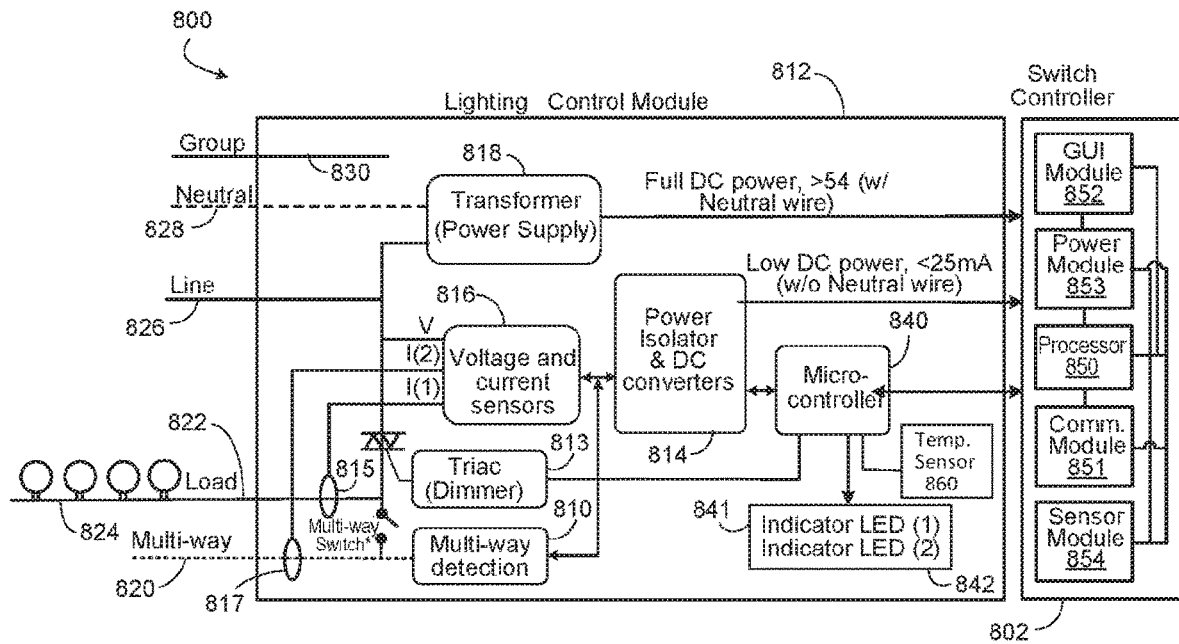 800
812
Switch
Controller
Lighting Control Module
Group
830
818
GUI
Module
852
Neutral
828
Transformer
(Power Supply)
Full DC power, >54 (w/
Neutral wire)
Power
Module
853
Low DC power, <25mA
(w/o Neutral wire)
Line
826
816
V
I(2)
I(1)
Voltage and
current
sensors
Power
Isolator
& DC
converters
814
840
Micro-
controller
Processor
850
822
Load
815
813
Triac
(Dimmer)
Temp.
Sensor
860
Comm.
Module
851
824
Multi-way
Switch*
810
841
Indicator LED (1)
Indicator LED (2)
842
Multi-way
820
817
Multi-way
detection
Sensor
Module
854
802